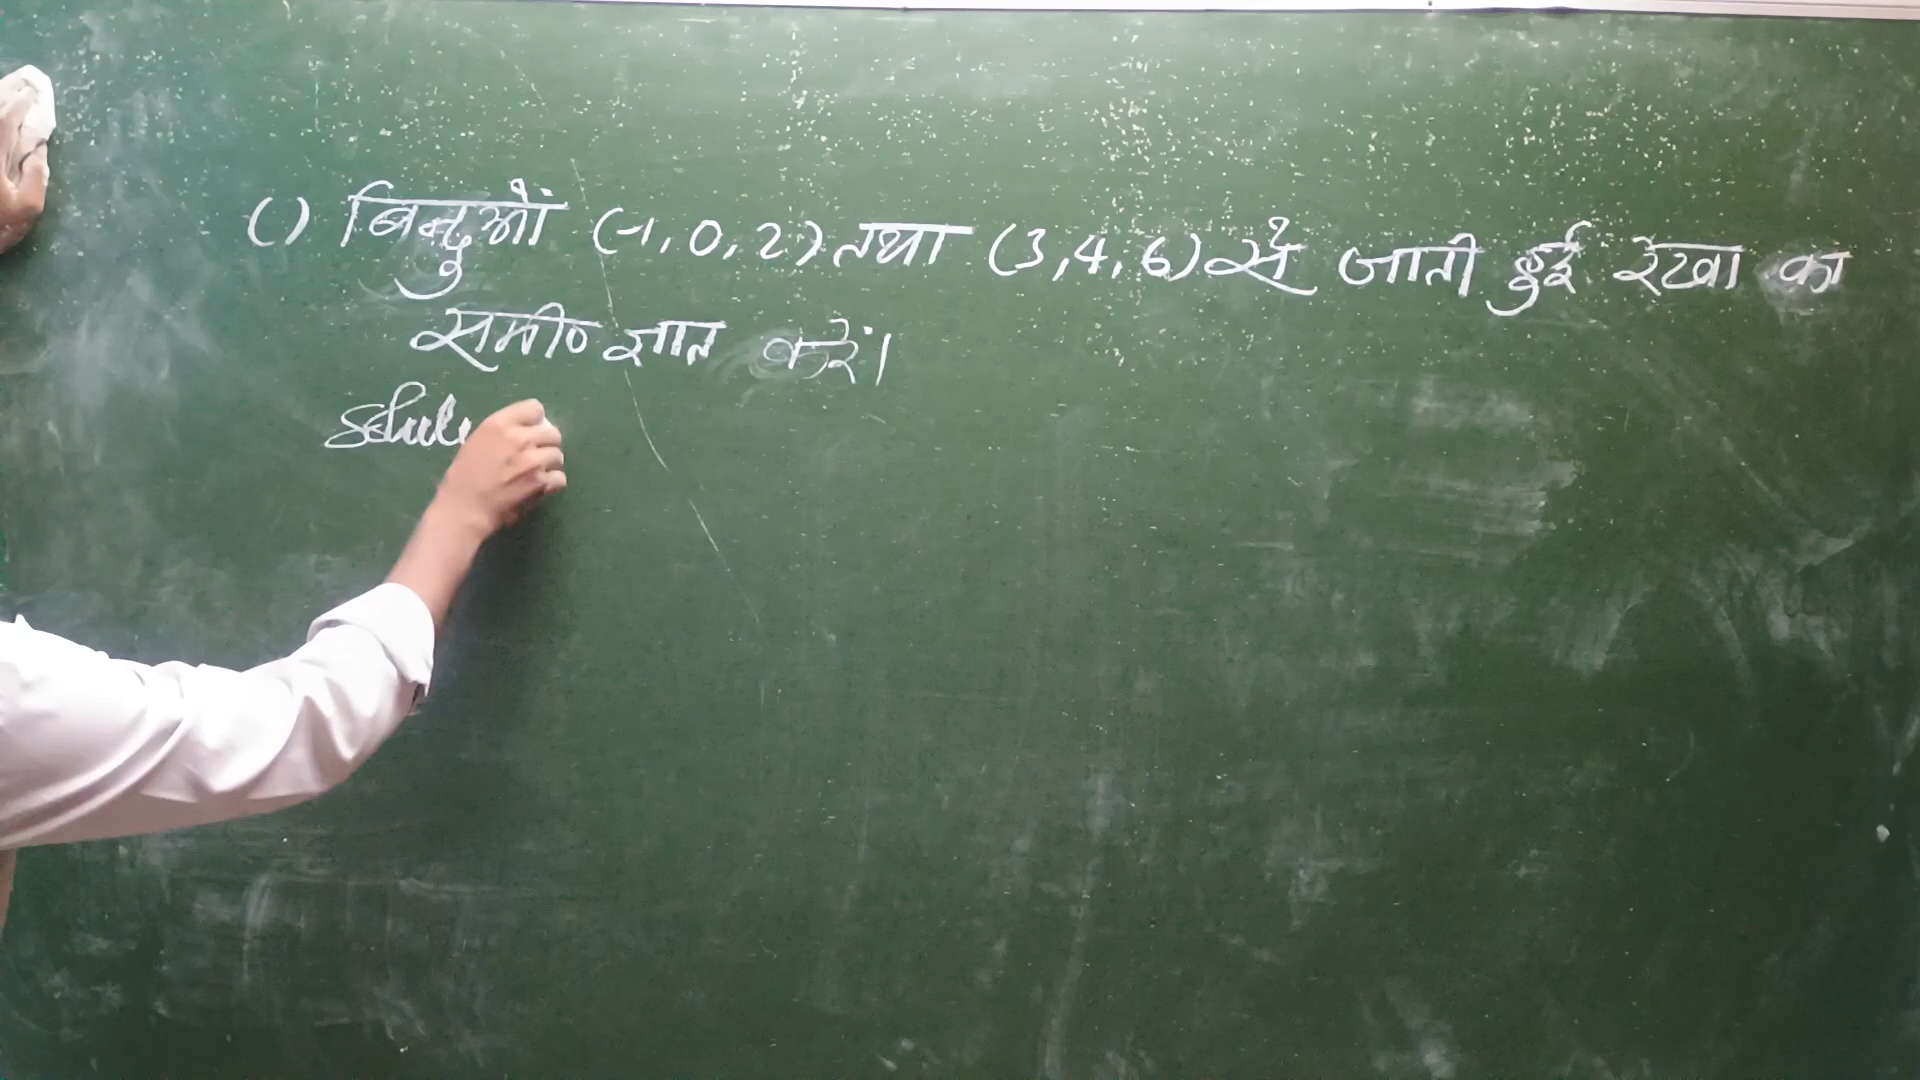 () बिन्दुओं (-1, 0, 2) तथा (3, 4, 6) से जाती हुई रेखा का
समी० ज्ञात करें।